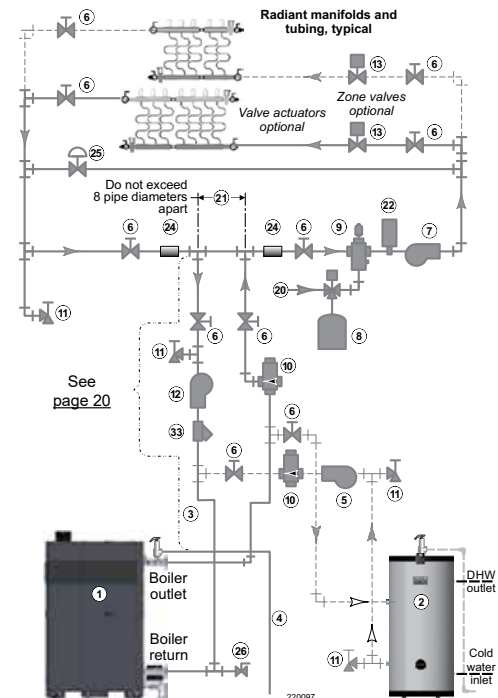 Radiant manifolds and
tubing, typical
6
6
13
6
Valve actuators
optional
Zone valves
optional
13
6
25
Do not exceed
8 pipe diameters
apart
21
6
24
24
6
9
22
7
20
8
11
6
6
11
10
12
See
page 20
33
6
6
10
5
11
3
1
Boiler
outlet
4
2
DHW
outlet
Boiler
return
26
11
Cold
water
inlet
220097